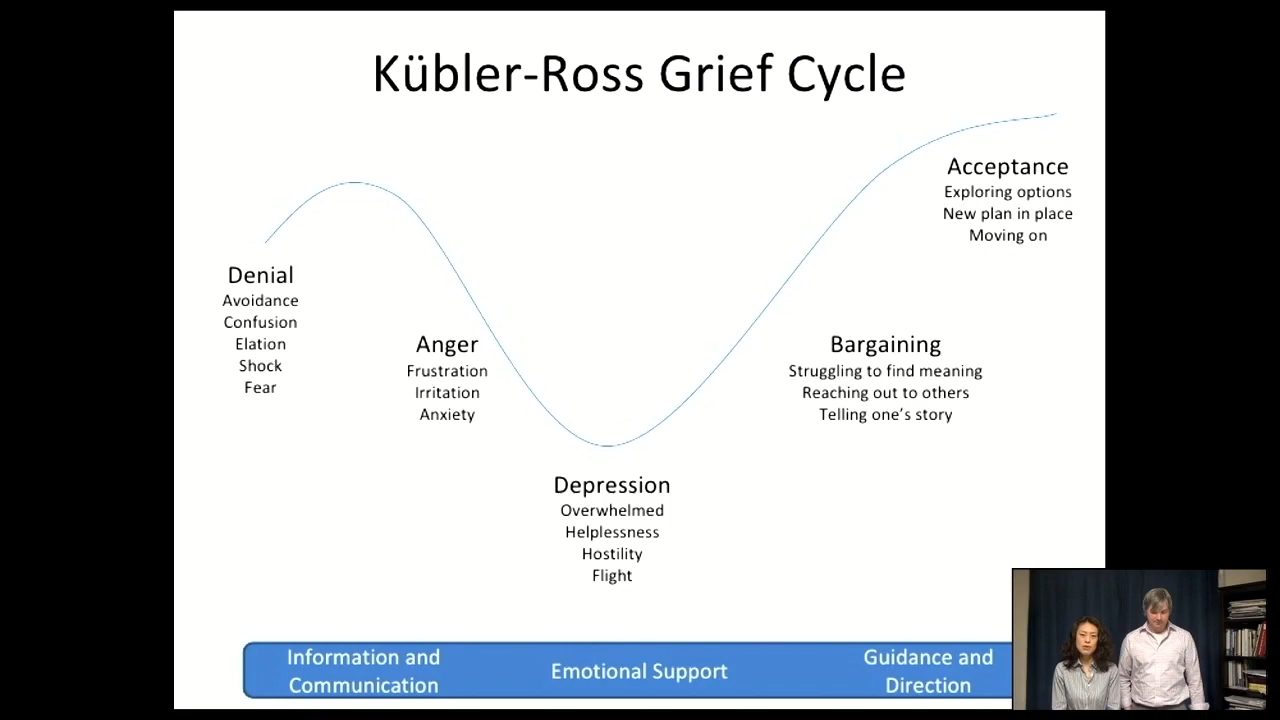 Kübler-Ross Grief Cycle
Denial
Avoidance
Confusion
Elation
Shock
Fear
Anger
Frustration
Irritation
Anxiety
Depression
Overwhelmed
Helplessness
Hostility
Flight
Bargaining
Struggling to find meaning
Reaching out to others
Telling one’s story
Acceptance
Exploring options
New plan in place
Moving on
Information and
Communication
Emotional Support
Guidance and
Direction